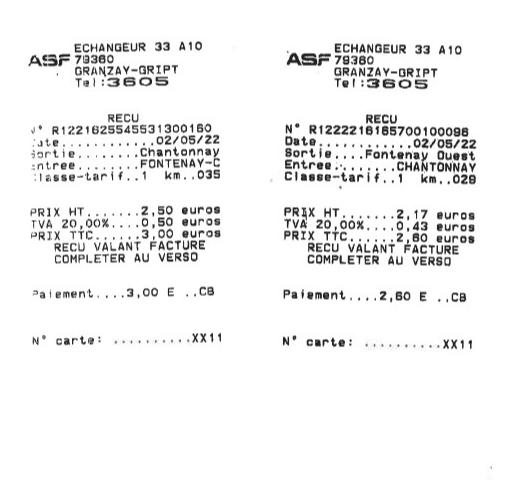 ASF
ECHANGEUR 33 A10
79360
GRANZAY-GRIPT
Tel:3605
RECU
N° R1221625545531300160
Date............02/05/22
Sortie......Chantonnay
Entree......FONTENAY-C
Classe-tarif..1 km..035
PRIX HT.......2,50 euros
TVA 20,00%....0,50 euros
PRIX TTC......3,00 euros
RECU VALANT FACTURE
COMPLETER AU VERSO
Paiement....3,00 E ..CB
N° carte: ..........XX11
ASF
ECHANGEUR 33 A10
79360
GRANZAY-GRIPT
Tel:3605
RECU
N° R1222216165700100096
Date............02/05/22
Sortie....Fontenay Ouest
Entree.......CHANTONNAY
Classe-tarif..1 km..029
PRIX HT.......2,17 euros
TVA 20,00%....0,43 euros
PRIX TTC......2,60 euros
RECU VALANT FACTURE
COMPLETER AU VERSO
Paiement....2,60 E ..CB
N° carte: ..........XX11